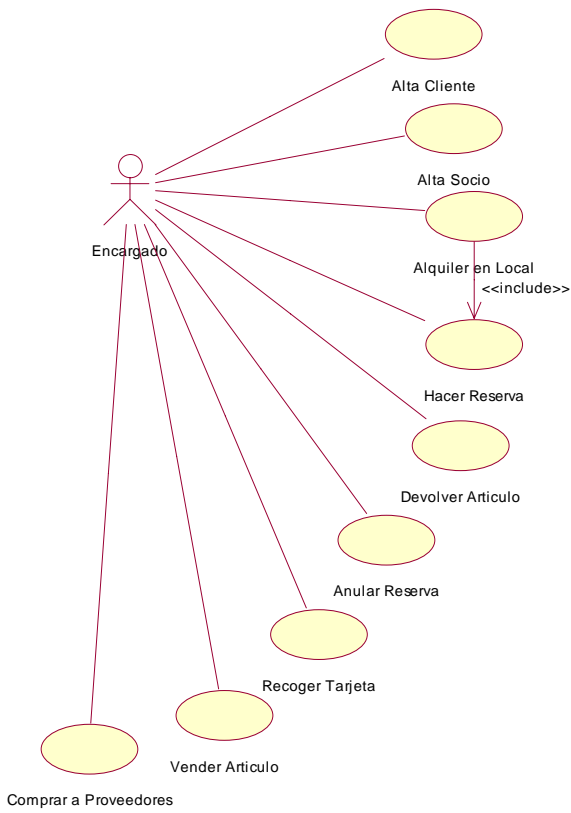 Alta Cliente
Alta Socio
Encargado
Alquiler en Local
<<include>>
Hacer Reserva
Devolver Articulo
Anular Reserva
Recoger Tarjeta
Vender Articulo
Comprar a Proveedores